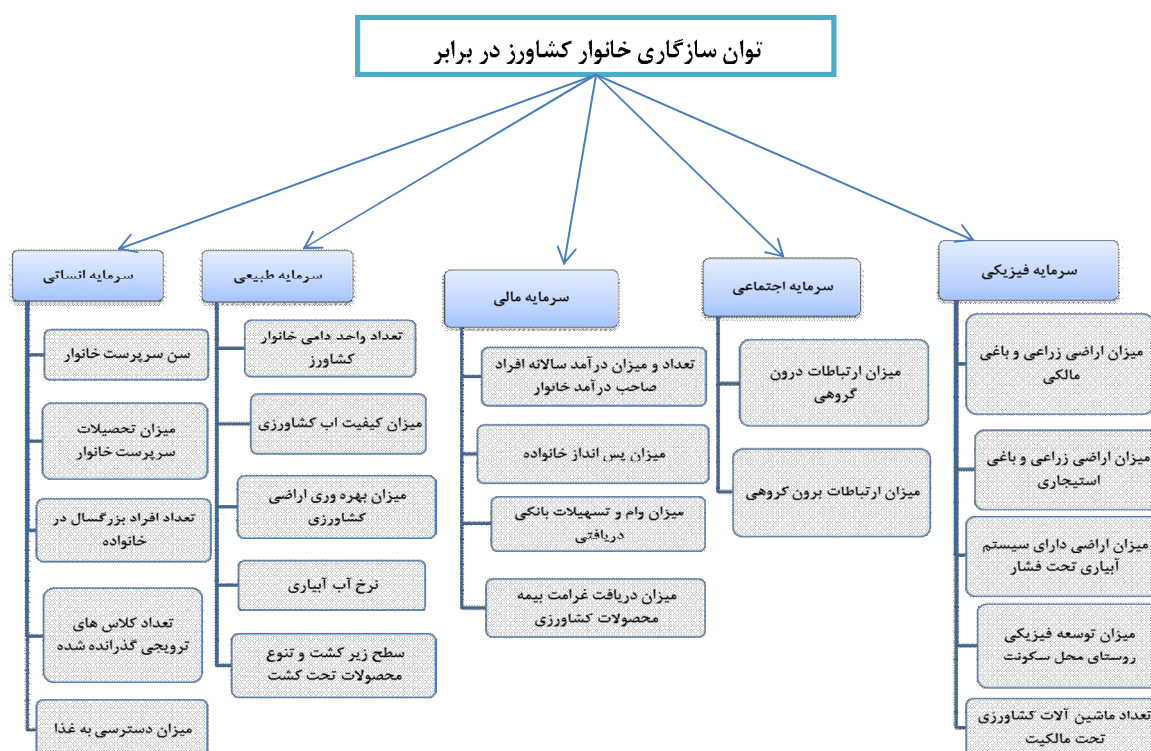 توان سازگاری خانوار کشاورز در برابر
سرمایه فیزیکی
میزان اراضی زراعی و باغی
مالکی
میزان اراضی زراعی و باغی
استیجاری
میزان اراضی دارای سیستم
آبیاری تحت فشار
میزان توسعه فیزیکی
روستای محل سکونت
تعداد ماشین آلات کشاورزی
تحت مالکیت
سرمایه اجتماعی
میزان ارتباطات درون
گروهی
میزان ارتباطات برون کروهی
سرمایه مالی
تعداد و میزان درآمد سالانه افراد
صاحب درآمد خانوار
میزان پس انداز خانواده
میزان وام و تسهیلات بانکی
دریافتی
میزان دریافت غرامت بیمه
محصولات کشاورزی
سرمایه طبیعی
تعداد واحد دامی خانوار
کشاورز
میزان کیفیت اب کشاورزی
میزان بهره وری اراضی
کشاورزی
نرخ آب آبیاری
سطح زیر کشت و تنوع
محصولات تحت کشت
سرمایه انسانی
سن سرپرست خانوار
میزان تحصیلات
سرپرست خانوار
تعداد افراد بزرگسال در
خانواده
تعداد کلاس های
ترویجی گذرانده شده
میزان دسترسی به غذا